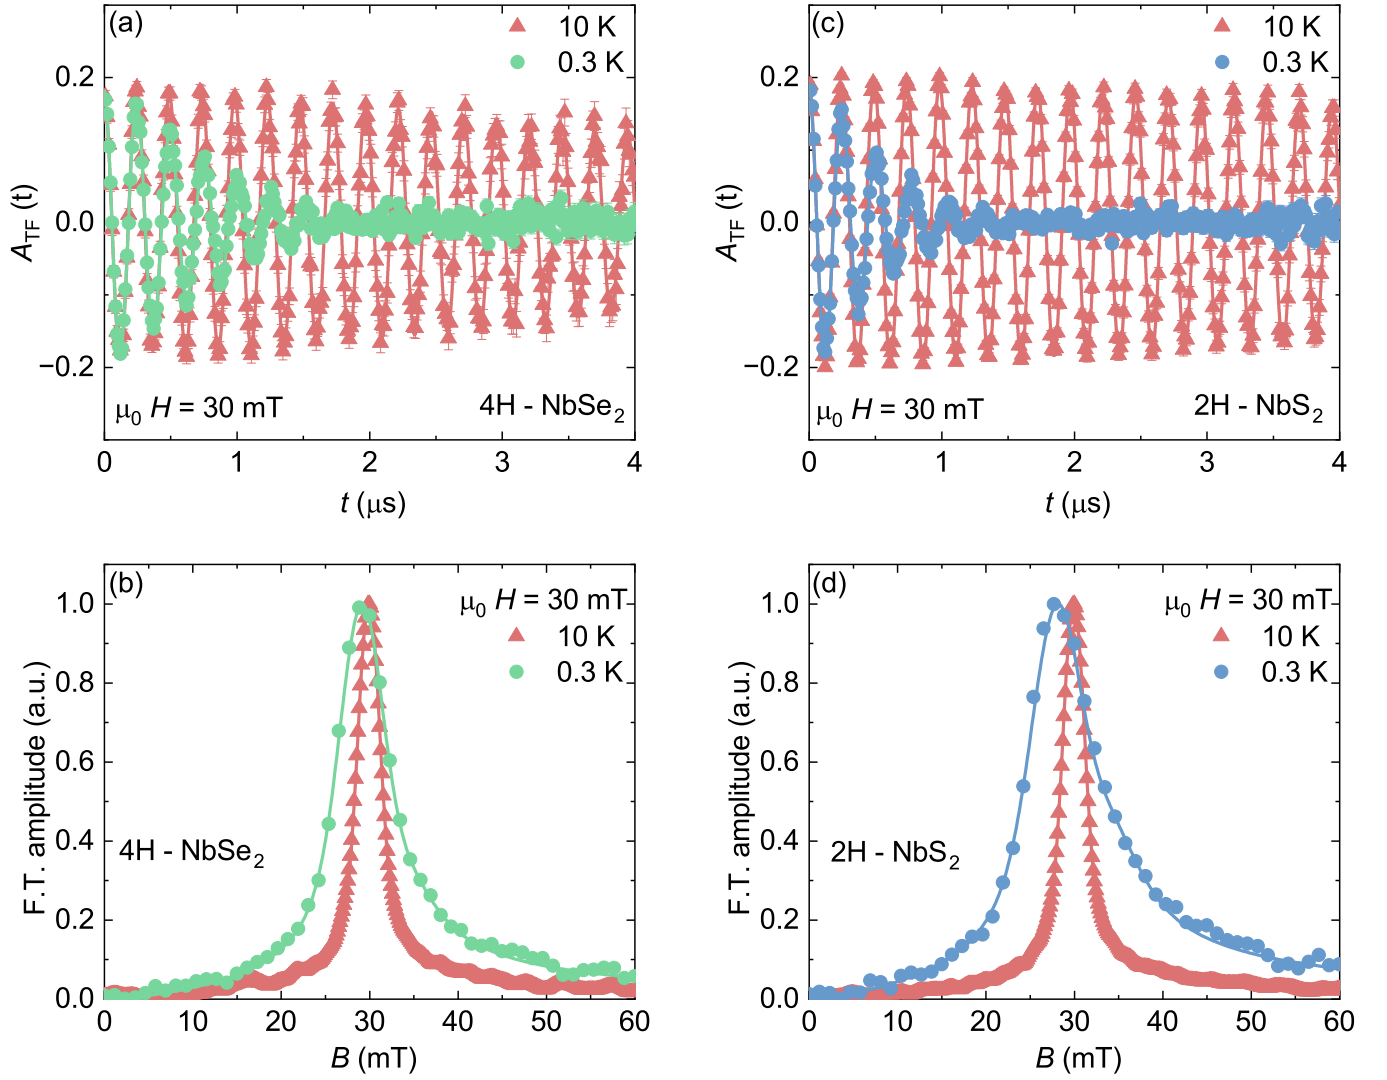 (a)
10 K
0.3 K
0.2
0.0
−0.2
A_TF (t)
μ₀ H = 30 mT
4H - NbSe₂
0 1 2 3 4
t (μs)
(c)
10 K
0.3 K
0.2
0.0
−0.2
A_TF (t)
μ₀ H = 30 mT
2H - NbS₂
0 1 2 3 4
t (μs)
(b)
μ₀ H = 30 mT
10 K
0.3 K
1.0
0.8
0.6
0.4
0.2
0.0
F.T. amplitude (a.u.)
4H - NbSe₂
0 10 20 30 40 50 60
B (mT)
(d)
μ₀ H = 30 mT
10 K
0.3 K
1.0
0.8
0.6
0.4
0.2
0.0
F.T. amplitude (a.u.)
2H - NbS₂
0 10 20 30 40 50 60
B (mT)